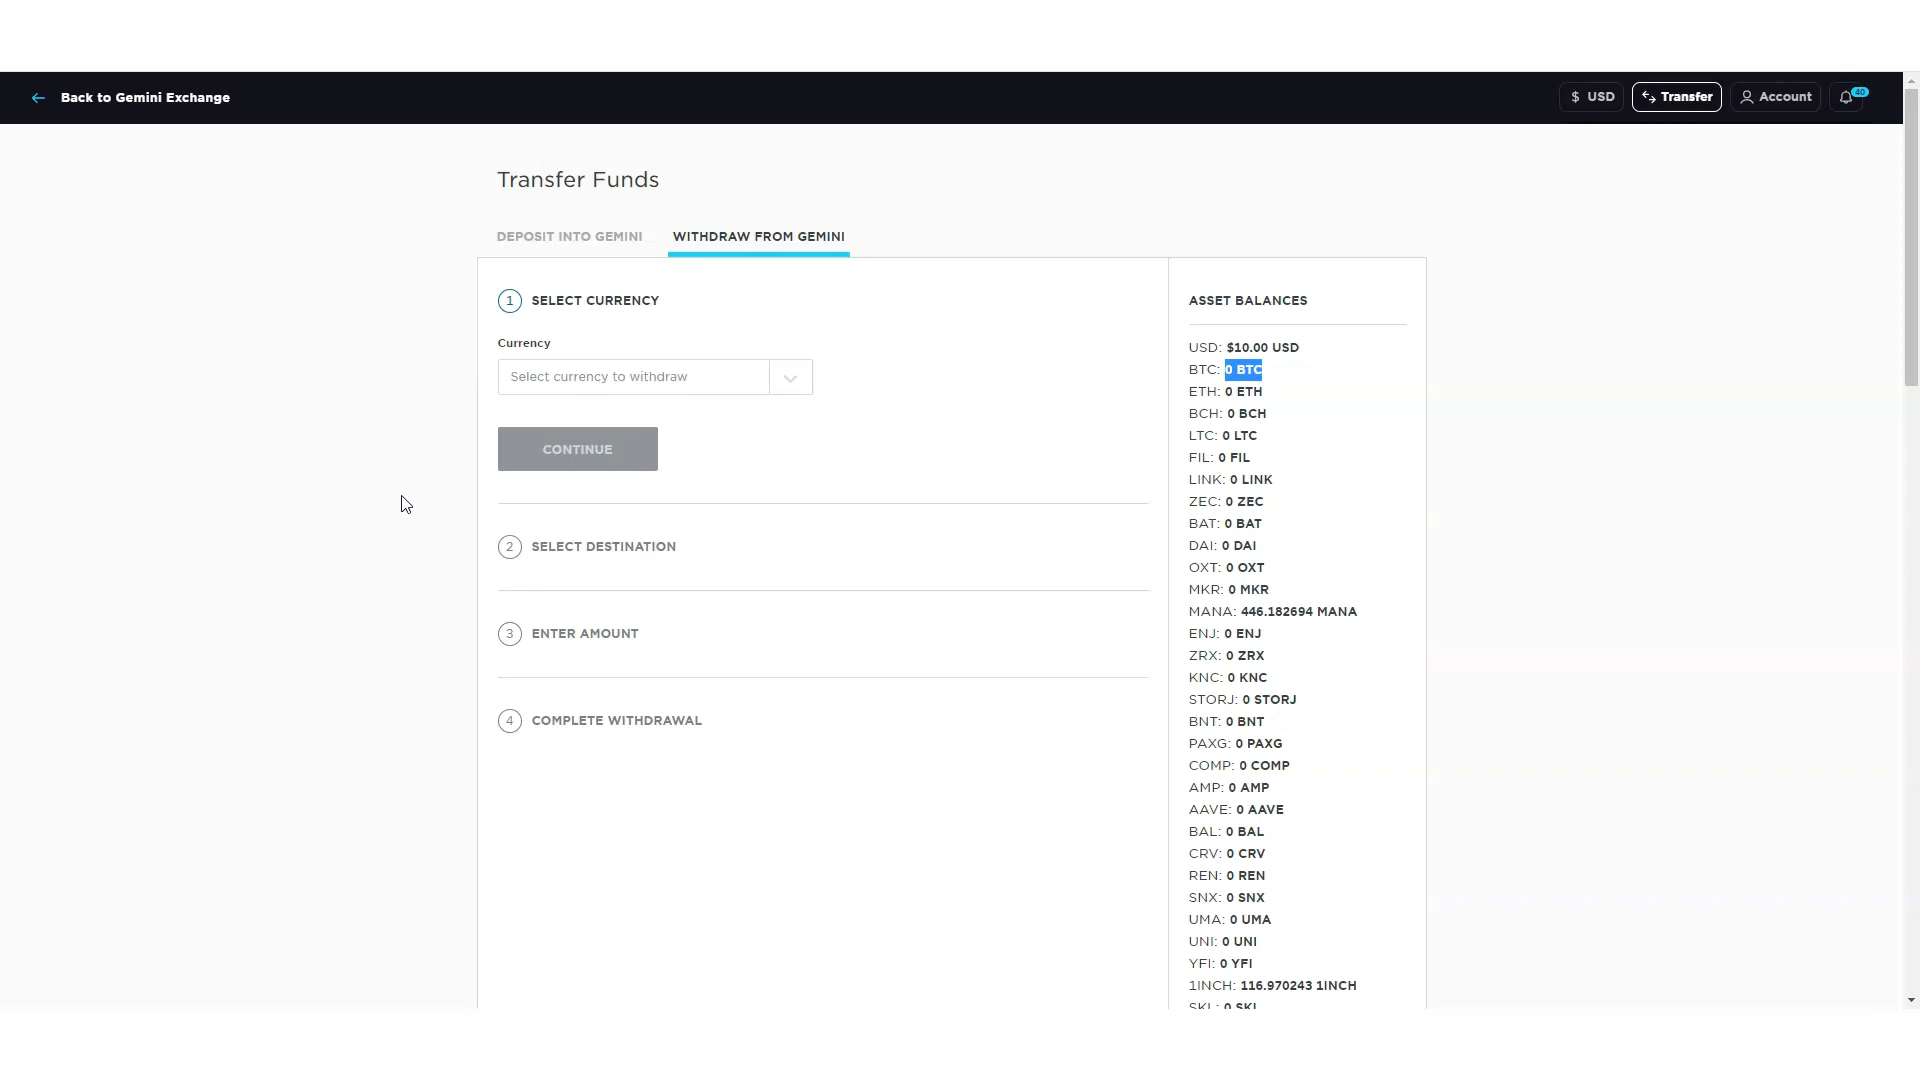 Back to Gemini Exchange
$ USD
Transfer
Account
40
Transfer Funds
DEPOSIT INTO GEMINI
WITHDRAW FROM GEMINI
1 SELECT CURRENCY
Currency
Select currency to withdraw
CONTINUE
2 SELECT DESTINATION
3 ENTER AMOUNT
4 COMPLETE WITHDRAWAL
ASSET BALANCES
USD: $10.00 USD
BTC: 0 BTC
ETH: 0 ETH
BCH: 0 BCH
LTC: 0 LTC
FIL: 0 FIL
LINK: 0 LINK
ZEC: 0 ZEC
BAT: 0 BAT
DAI: 0 DAI
OXT: 0 OXT
MKR: 0 MKR
MANA: 446.182694 MANA
ENJ: 0 ENJ
ZRX: 0 ZRX
KNC: 0 KNC
STORJ: 0 STORJ
BNT: 0 BNT
PAXG: 0 PAXG
COMP: 0 COMP
AMP: 0 AMP
AAVE: 0 AAVE
BAL: 0 BAL
CRV: 0 CRV
REN: 0 REN
SNX: 0 SNX
UMA: 0 UMA
UNI: 0 UNI
YFI: 0 YFI
1INCH: 116.970243 1INCH
SKL: 0 SKL